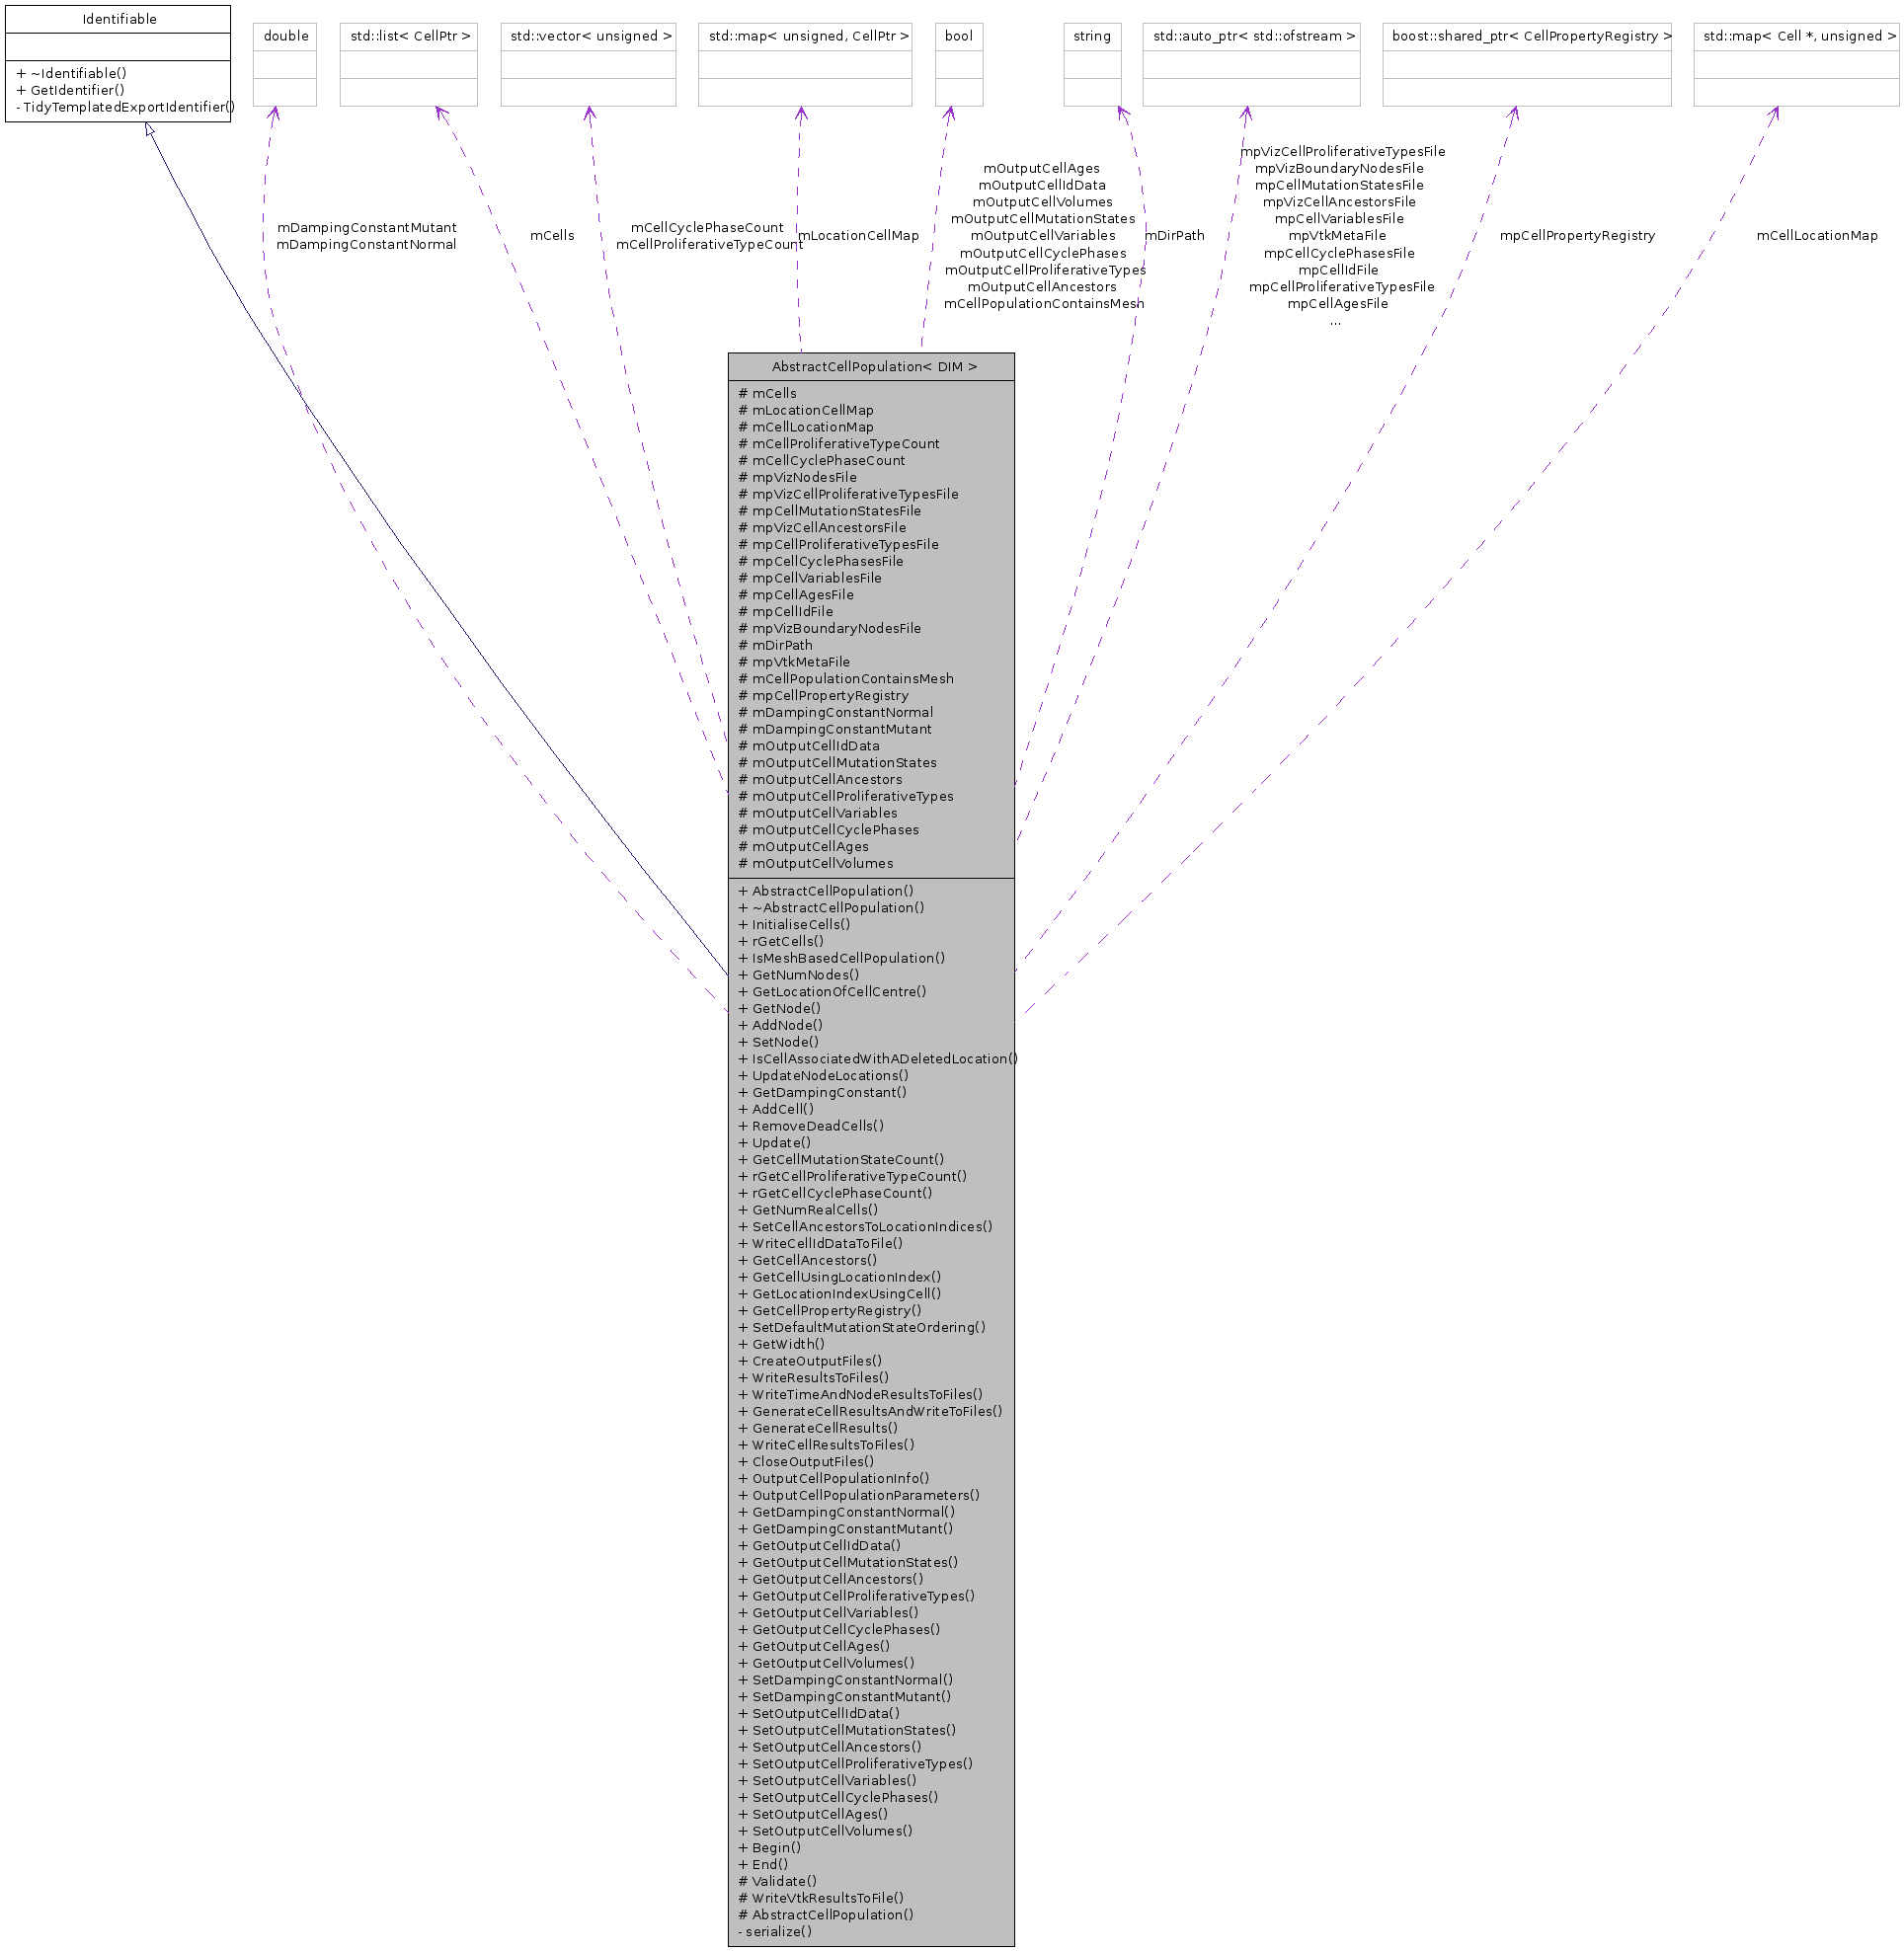 Identifiable
+ ~Identifiable()
+ GetIdentifier()
- TidyTemplatedExportIdentifier()
double
std::list< CellPtr >
std::vector< unsigned >
std::map< unsigned, CellPtr >
bool
string
std::auto_ptr< std::ofstream >
boost::shared_ptr< CellPropertyRegistry >
std::map< Cell *, unsigned >
mDampingConstantMutant
mDampingConstantNormal
mCells
mCellCyclePhaseCount
mCellProliferativeTypeCount
mLocationCellMap
mOutputCellAges
mOutputCellIdData
mOutputCellVolumes
mOutputCellMutationStates
mOutputCellVariables
mOutputCellCyclePhases
mOutputCellProliferativeTypes
mOutputCellAncestors
mCellPopulationContainsMesh
mDirPath
mpVizCellProliferativeTypesFile
mpVizBoundaryNodesFile
mpCellMutationStatesFile
mpVizCellAncestorsFile
mpCellVariablesFile
mpVtkMetaFile
mpCellCyclePhasesFile
mpCellIdFile
mpCellProliferativeTypesFile
mpCellAgesFile
...
mpCellPropertyRegistry
mCellLocationMap
AbstractCellPopulation< DIM >
# mCells
# mLocationCellMap
# mCellLocationMap
# mCellProliferativeTypeCount
# mCellCyclePhaseCount
# mpVizNodesFile
# mpVizCellProliferativeTypesFile
# mpCellMutationStatesFile
# mpVizCellAncestorsFile
# mpCellProliferativeTypesFile
# mpCellCyclePhasesFile
# mpCellVariablesFile
# mpCellAgesFile
# mpCellIdFile
# mpVizBoundaryNodesFile
# mDirPath
# mpVtkMetaFile
# mCellPopulationContainsMesh
# mpCellPropertyRegistry
# mDampingConstantNormal
# mDampingConstantMutant
# mOutputCellIdData
# mOutputCellMutationStates
# mOutputCellAncestors
# mOutputCellProliferativeTypes
# mOutputCellVariables
# mOutputCellCyclePhases
# mOutputCellAges
# mOutputCellVolumes
+ AbstractCellPopulation()
+ ~AbstractCellPopulation()
+ InitialiseCells()
+ rGetCells()
+ IsMeshBasedCellPopulation()
+ GetNumNodes()
+ GetLocationOfCellCentre()
+ GetNode()
+ AddNode()
+ SetNode()
+ IsCellAssociatedWithADeletedLocation()
+ UpdateNodeLocations()
+ GetDampingConstant()
+ AddCell()
+ RemoveDeadCells()
+ Update()
+ GetCellMutationStateCount()
+ rGetCellProliferativeTypeCount()
+ rGetCellCyclePhaseCount()
+ GetNumRealCells()
+ SetCellAncestorsToLocationIndices()
+ WriteCellIdDataToFile()
+ GetCellAncestors()
+ GetCellUsingLocationIndex()
+ GetLocationIndexUsingCell()
+ GetCellPropertyRegistry()
+ SetDefaultMutationStateOrdering()
+ GetWidth()
+ CreateOutputFiles()
+ WriteResultsToFiles()
+ WriteTimeAndNodeResultsToFiles()
+ GenerateCellResultsAndWriteToFiles()
+ GenerateCellResults()
+ WriteCellResultsToFiles()
+ CloseOutputFiles()
+ OutputCellPopulationInfo()
+ OutputCellPopulationParameters()
+ GetDampingConstantNormal()
+ GetDampingConstantMutant()
+ GetOutputCellIdData()
+ GetOutputCellMutationStates()
+ GetOutputCellAncestors()
+ GetOutputCellProliferativeTypes()
+ GetOutputCellVariables()
+ GetOutputCellCyclePhases()
+ GetOutputCellAges()
+ GetOutputCellVolumes()
+ SetDampingConstantNormal()
+ SetDampingConstantMutant()
+ SetOutputCellIdData()
+ SetOutputCellMutationStates()
+ SetOutputCellAncestors()
+ SetOutputCellProliferativeTypes()
+ SetOutputCellVariables()
+ SetOutputCellCyclePhases()
+ SetOutputCellAges()
+ SetOutputCellVolumes()
+ Begin()
+ End()
# Validate()
# WriteVtkResultsToFile()
# AbstractCellPopulation()
- serialize()